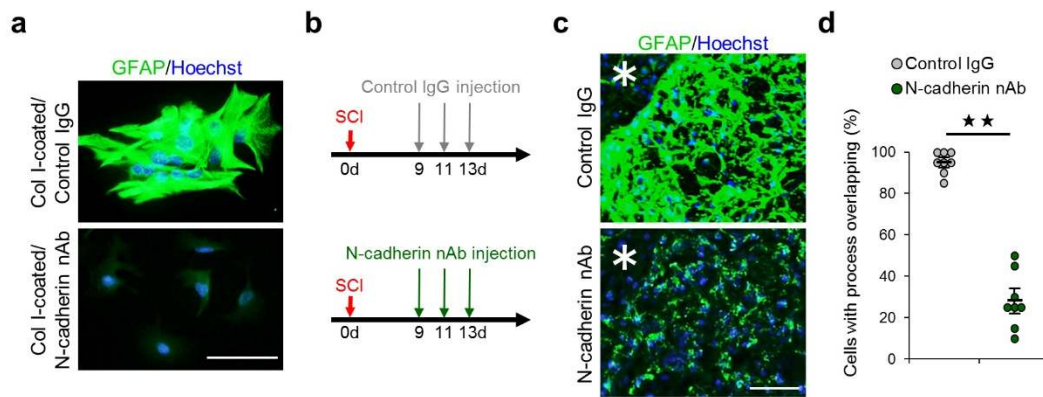 a
GFAP/Hoechst
Col I-coated/
Control IgG
Col I-coated/
N-cadherin nAb
b
Control IgG injection
SCI
0d 9 11 13d
N-cadherin nAb injection
SCI
0d 9 11 13d
c
GFAP/Hoechst
Control IgG
N-cadherin nAb
d
Control IgG
N-cadherin nAb
Cells with process overlapping (%)
100
80
60
40
20
0